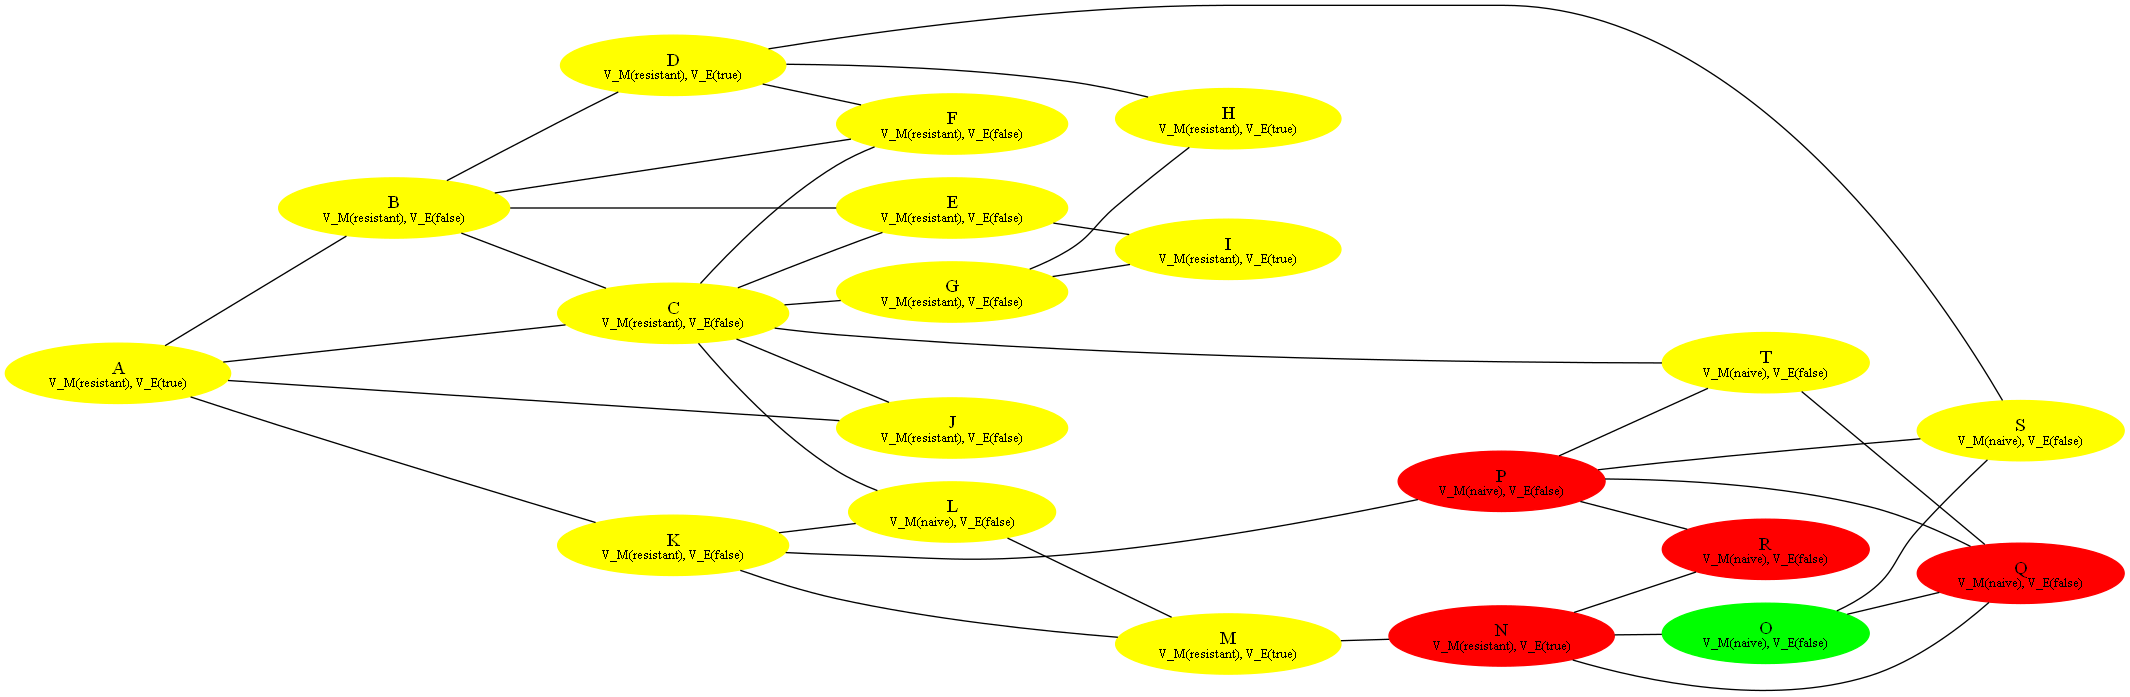 D
V_M(resistant), V_E(true)
F
V_M(resistant), V_E(false)
H
V_M(resistant), V_E(true)
B
V_M(resistant), V_E(false)
E
V_M(resistant), V_E(false)
I
V_M(resistant), V_E(true)
G
V_M(resistant), V_E(false)
C
V_M(resistant), V_E(false)
T
V_M(naive), V_E(false)
A
V_M(resistant), V_E(true)
J
V_M(resistant), V_E(false)
S
V_M(naive), V_E(false)
P
V_M(naive), V_E(false)
L
V_M(naive), V_E(false)
K
V_M(resistant), V_E(false)
R
V_M(naive), V_E(false)
Q
V_M(naive), V_E(false)
M
V_M(resistant), V_E(true)
N
V_M(resistant), V_E(true)
O
V_M(naive), V_E(false)